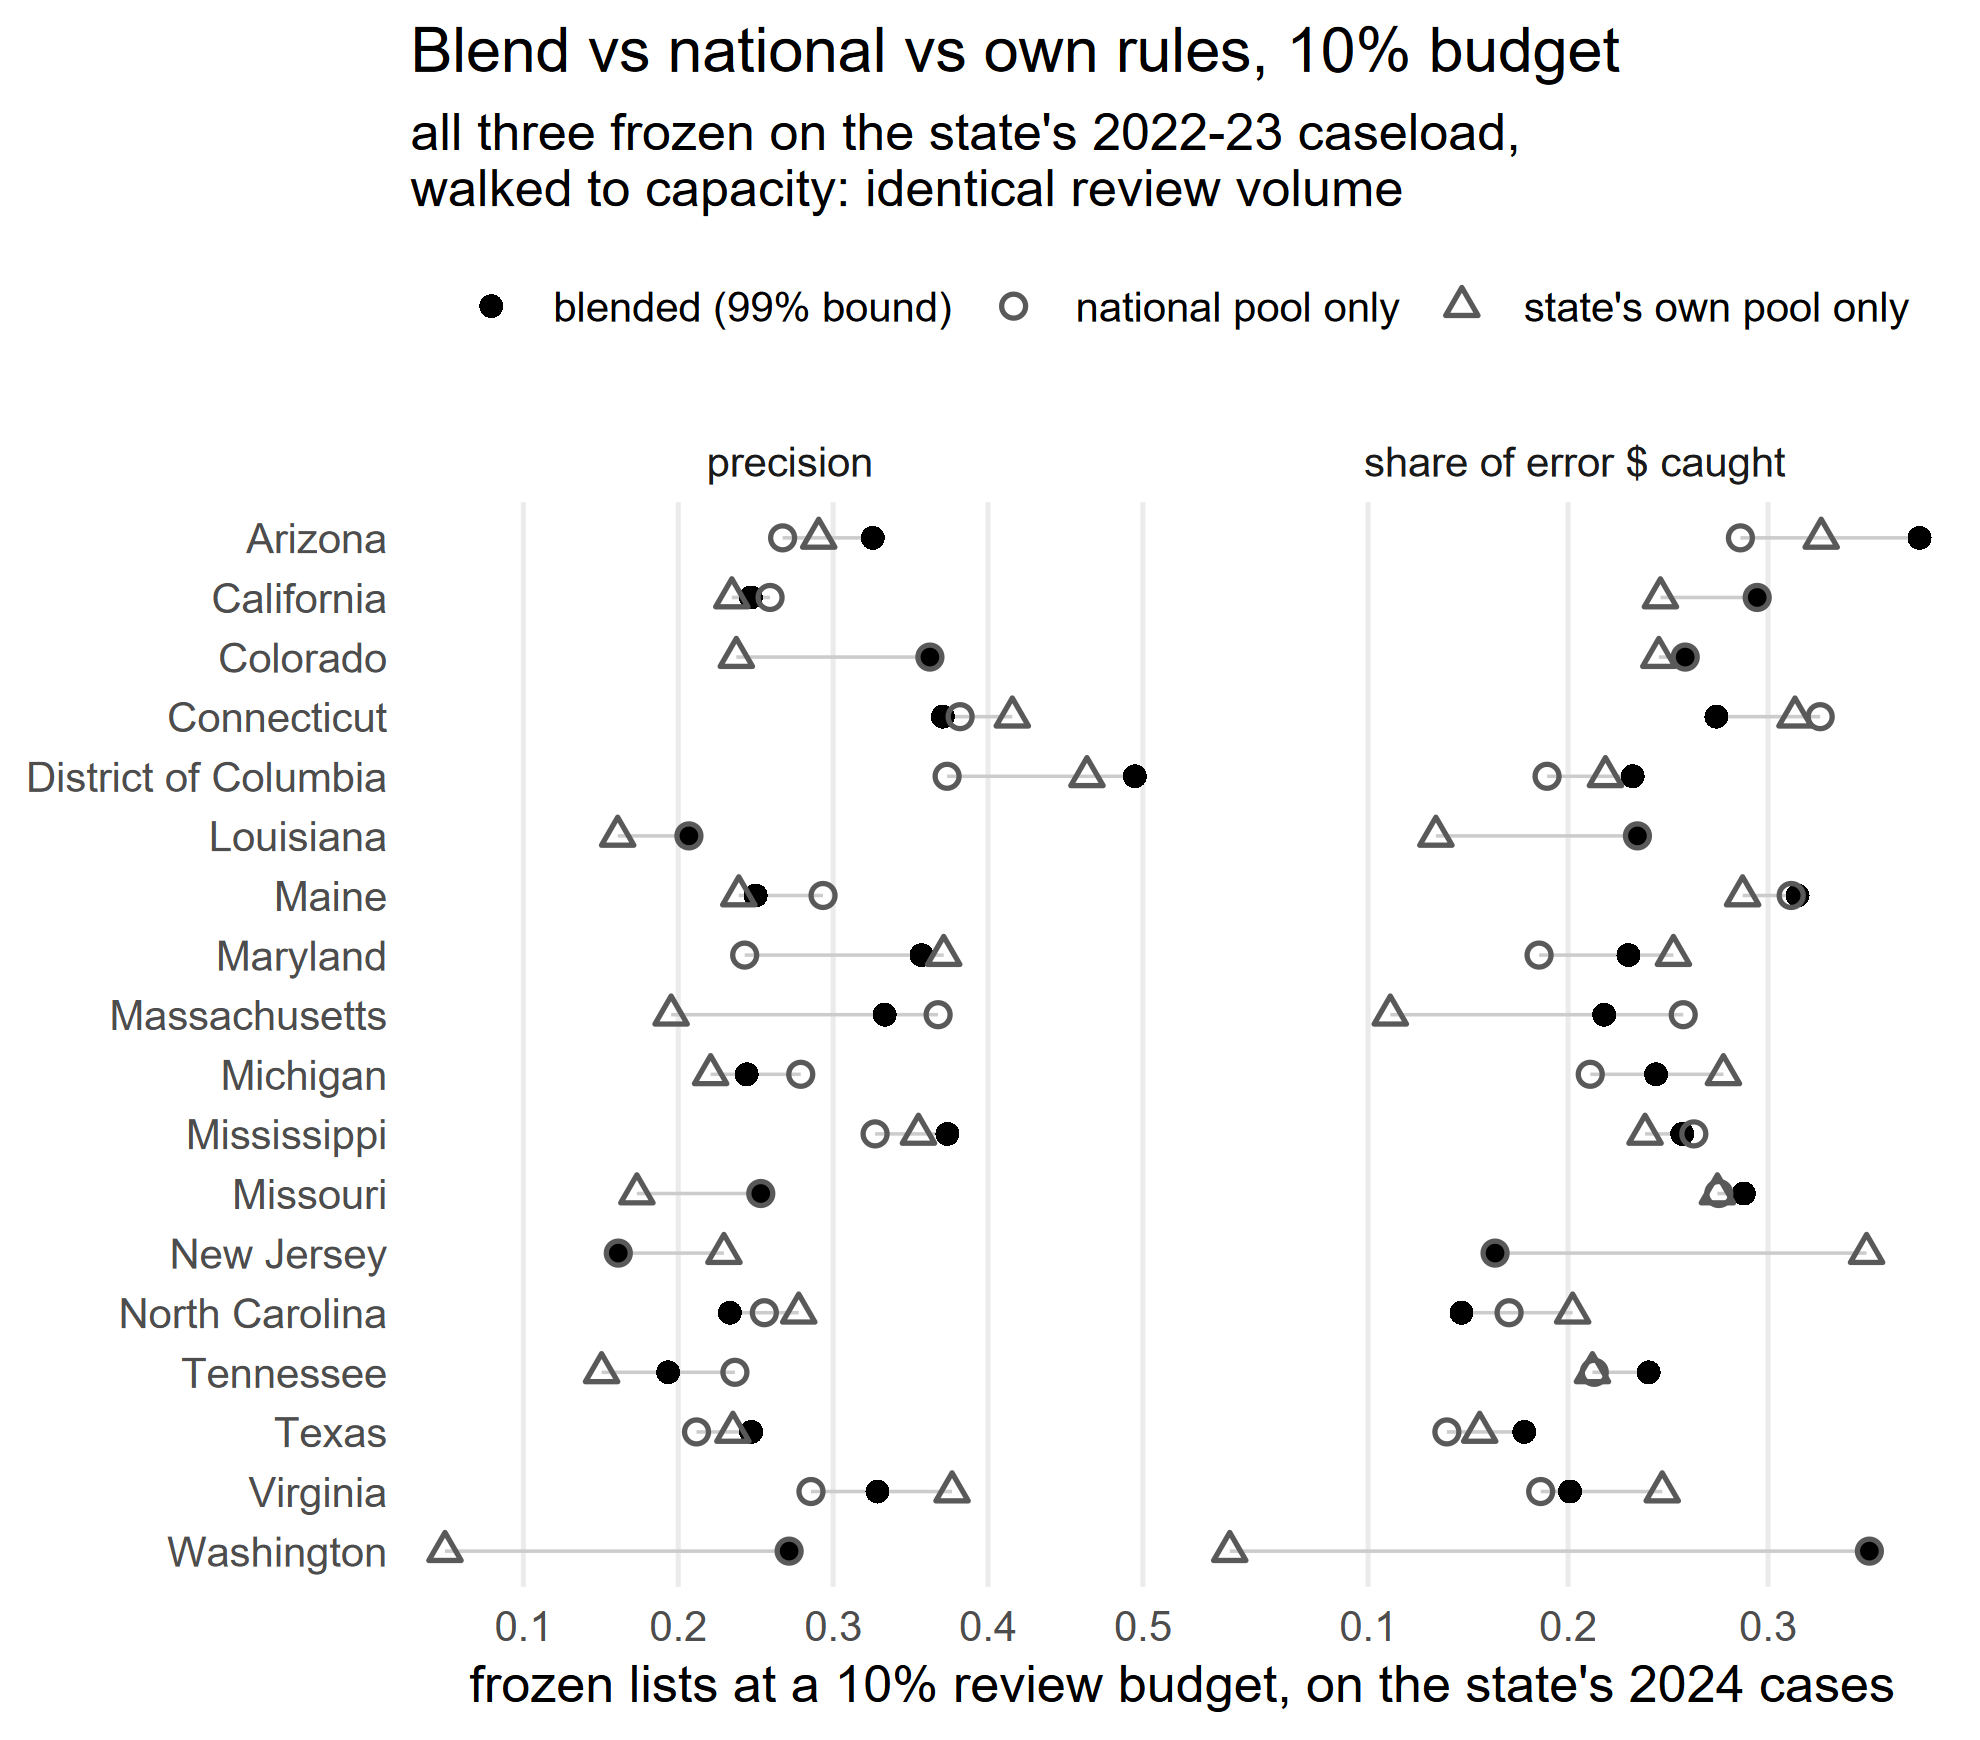 Blend vs national vs own rules, 10% budget
all three frozen on the state's 2022-23 caseload,
walked to capacity: identical review volume
blended (99% bound) national pool only state's own pool only
precision share of error $ caught
Arizona
California
Colorado
Connecticut
District of Columbia
Louisiana
Maine
Maryland
Massachusetts
Michigan
Mississippi
Missouri
New Jersey
North Carolina
Tennessee
Texas
Virginia
Washington
0.1 0.2 0.3 0.4 0.5 0.1 0.2 0.3
frozen lists at a 10% review budget, on the state's 2024 cases